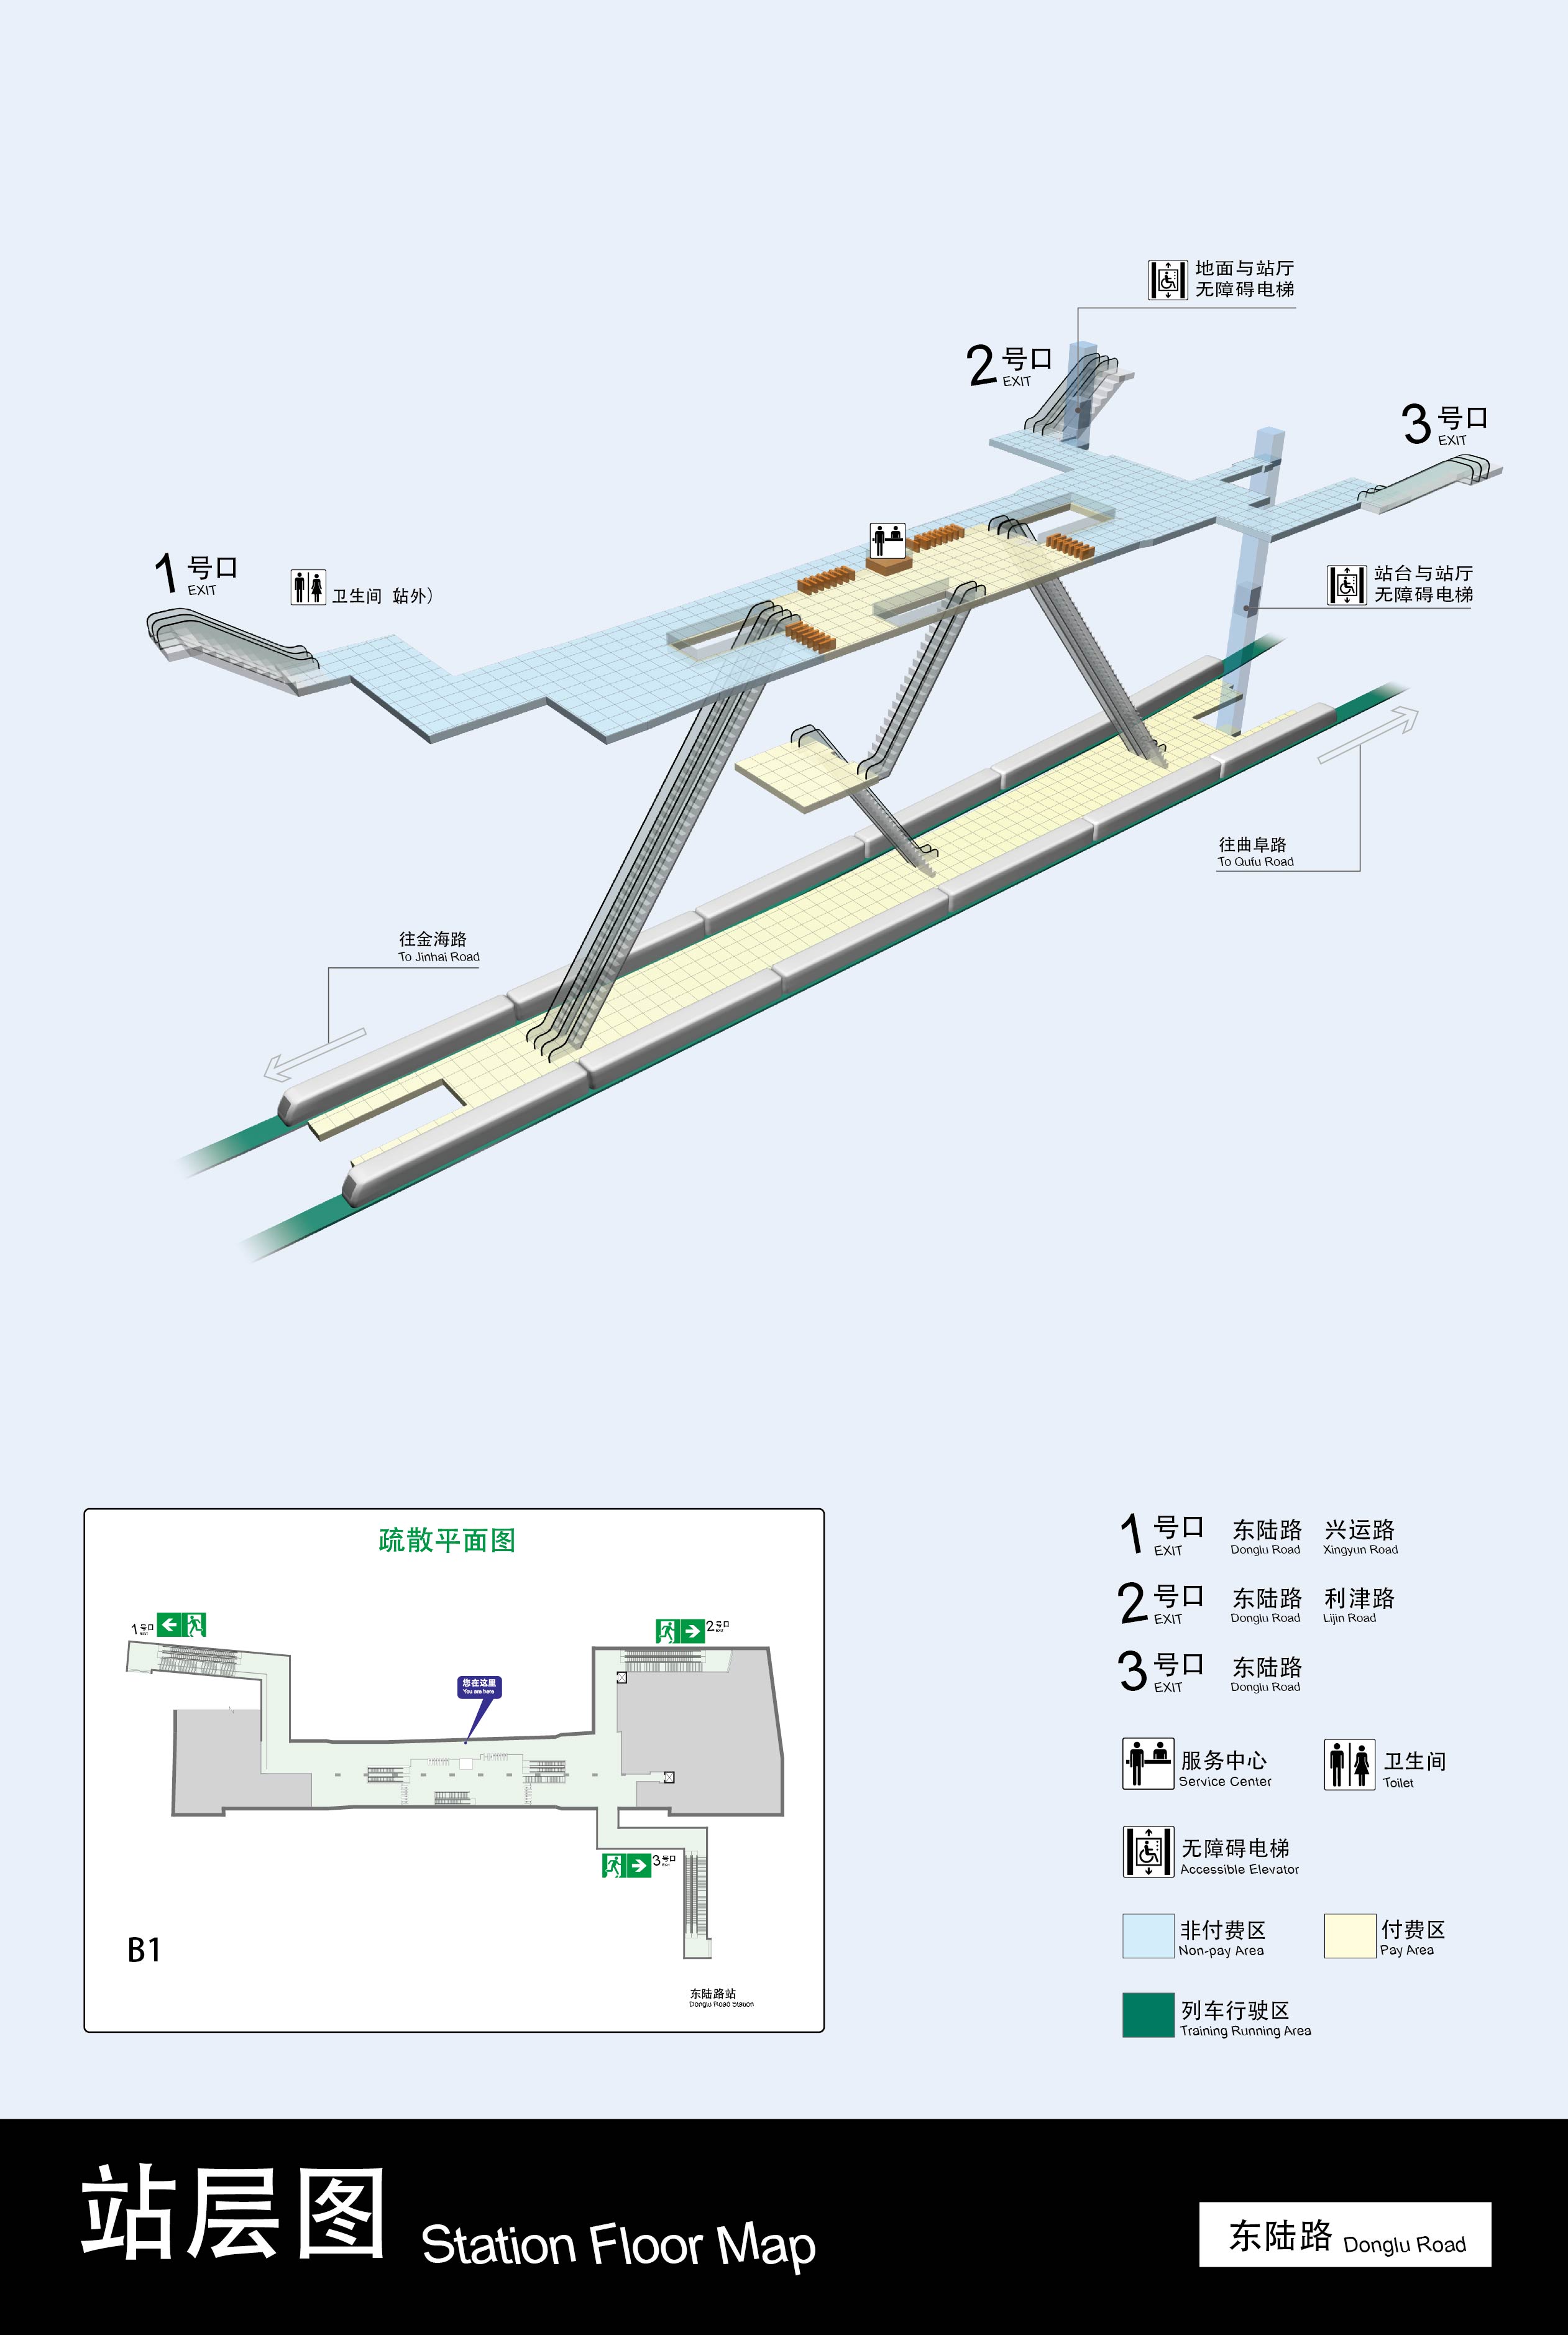 地面与站厅
无障碍电梯
2 号口
EXIT
3 号口
EXIT
1 号口
EXIT
卫生间 站外）
站台与站厅
无障碍电梯
往曲阜路
To Qufu Road
往金海路
To Jinhai Road
疏散平面图
1 号口
EXIT
2 号口
EXIT
您在这里
You are here
3 号口
EXIT
B1
东陆路站
Donglu Road Station
1 号口 东陆路 兴运路
EXIT Donglu Road Xingyun Road
2 号口 东陆路 利津路
EXIT Donglu Road Lijin Road
3 号口 东陆路
EXIT Donglu Road
服务中心 卫生间
Service Center Toilet
无障碍电梯
Accessible Elevator
非付费区 付费区
Non-pay Area Pay Area
列车行驶区
Training Running Area
站层图 Station Floor Map
东陆路 Donglu Road